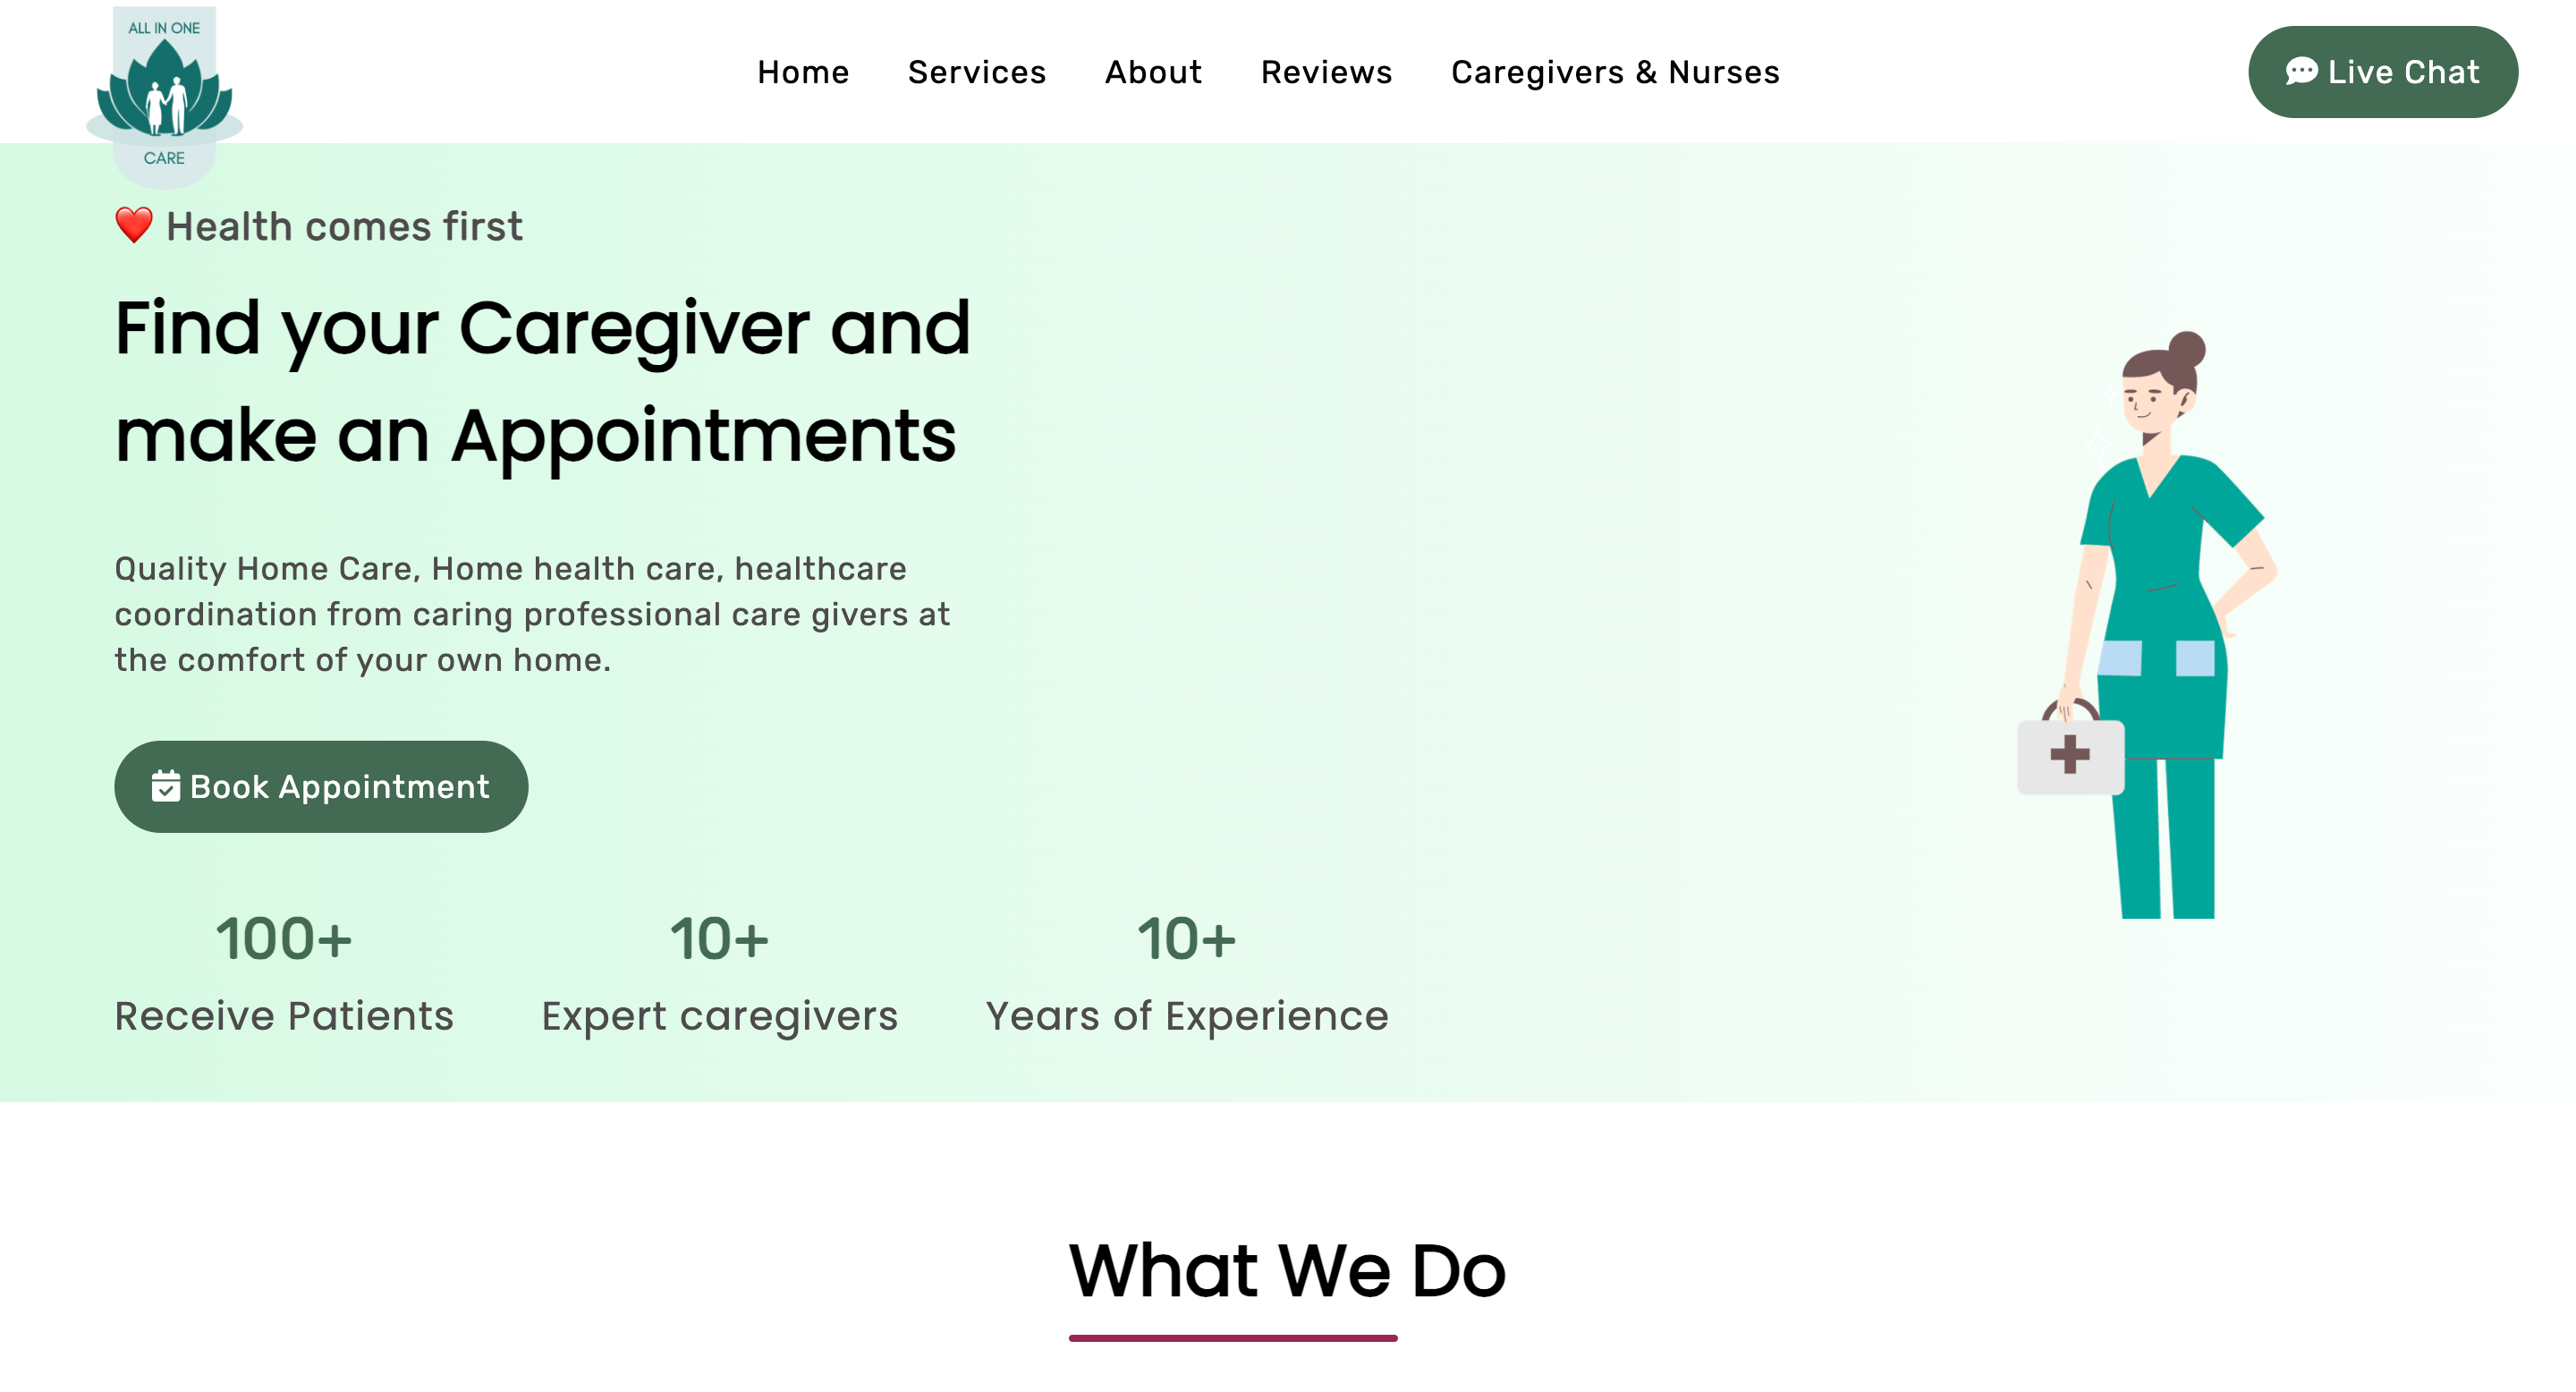 ALL IN ONE
CARE
Home Services About Reviews Caregivers & Nurses
Live Chat
❤️ Health comes first
Find your Caregiver and
make an Appointments
Quality Home Care, Home health care, healthcare
coordination from caring professional care givers at
the comfort of your own home.
Book Appointment
100+ 10+ 10+
Receive Patients Expert caregivers Years of Experience
What We Do